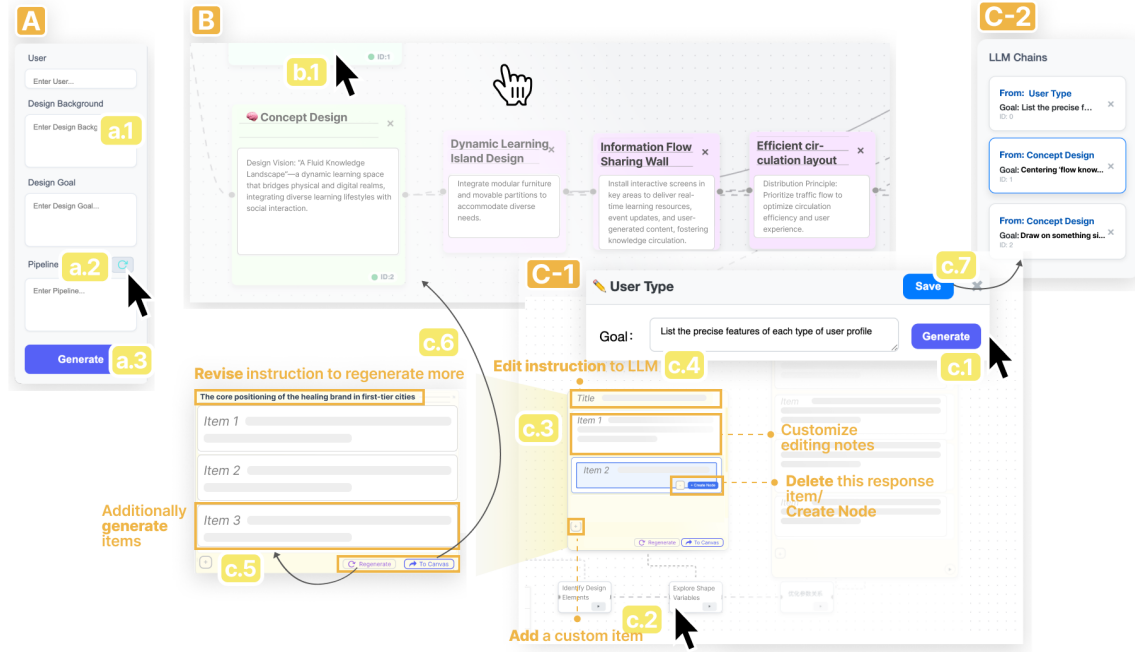 A
User
Enter User...
Design Background
Enter Design Backg
a.1
Design Goal
Enter Design Goal...
Pipeline
a.2
Enter Pipeline...
Generate
a.3
B
ID:1
b.1
Concept Design
Design Vision: "A Fluid Knowledge
Landscape"—a dynamic learning space
that bridges physical and digital realms,
integrating diverse learning lifestyles with
social interaction.
ID:2
Dynamic Learning
Island Design
Integrate modular furniture
and movable partitions to
accommodate diverse
needs.
Information Flow
Sharing Wall
Install interactive screens in
key areas to deliver real-
time learning resources,
event updates, and user-
generated content, fostering
knowledge circulation.
Efficient cir-
culation layout
Distribution Principle:
Prioritize traffic flow to
optimize circulation
efficiency and user
experience.
C-2
LLM Chains
From: User Type
Goal: List the precise f...
ID: 0
From: Concept Design
Goal: Centering 'flow know...
ID: 1
From: Concept Design
Goal: Draw on something si...
ID: 2
C-1
User Type
Save
c.7
Goal:
List the precise features of each type of user profile
Generate
c.1
c.6
Revise instruction to regenerate more
The core positioning of the healing brand in first-tier cities
Item 1
Item 2
Item 3
Additionally
generate
items
c.5
Regenerate
To Canvas
Edit instruction to LLM
c.4
c.3
Title
Item 1
Item 2
+ Create Node
Regenerate
To Canvas
Item
Customize
editing notes
Delete this response
item/
Create Node
Identify Design
Elements
Explore Shape
Variables
c.2
Add a custom item